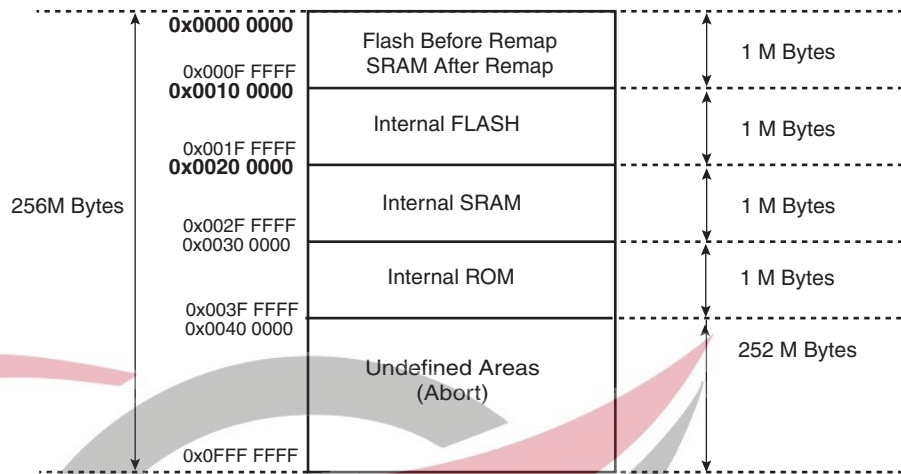 0x0000 0000
Flash Before Remap
SRAM After Remap
1 M Bytes
0x000F FFFF
0x0010 0000
Internal FLASH
1 M Bytes
0x001F FFFF
0x0020 0000
256M Bytes
Internal SRAM
1 M Bytes
0x002F FFFF
0x0030 0000
Internal ROM
1 M Bytes
0x003F FFFF
0x0040 0000
252 M Bytes
Undefined Areas
(Abort)
0x0FFF FFFF